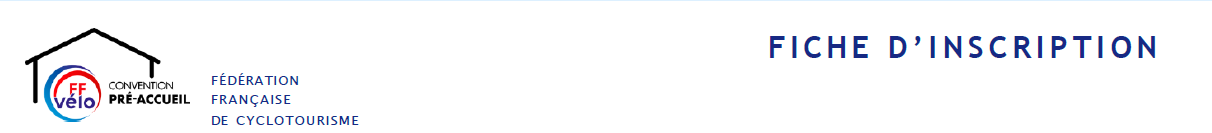 FICHE D'INSCRIPTION
FF
vélo
CONVENTION
PRÉ-ACCUEIL
FÉDÉRATION
FRANÇAISE
DE CYCLOTOURISME